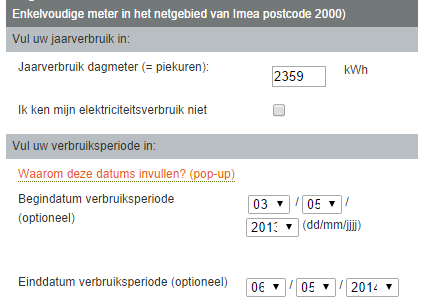 Enkelvoudige meter in het netgebied van Imea postcode 2000)
Vul uw jaarverbruik in:
Jaarverbruik dagmeter (= piekuren): 2359 kWh
Ik ken mijn elektriciteitsverbruik niet
Vul uw verbruiksperiode in:
Waarom deze datums invullen? (pop-up)
Begindatum verbruiksperiode 03 / 05 /
(optioneel) 2013 (dd/mm/jjjj)
Einddatum verbruiksperiode (optioneel) 06 / 05 / 2014